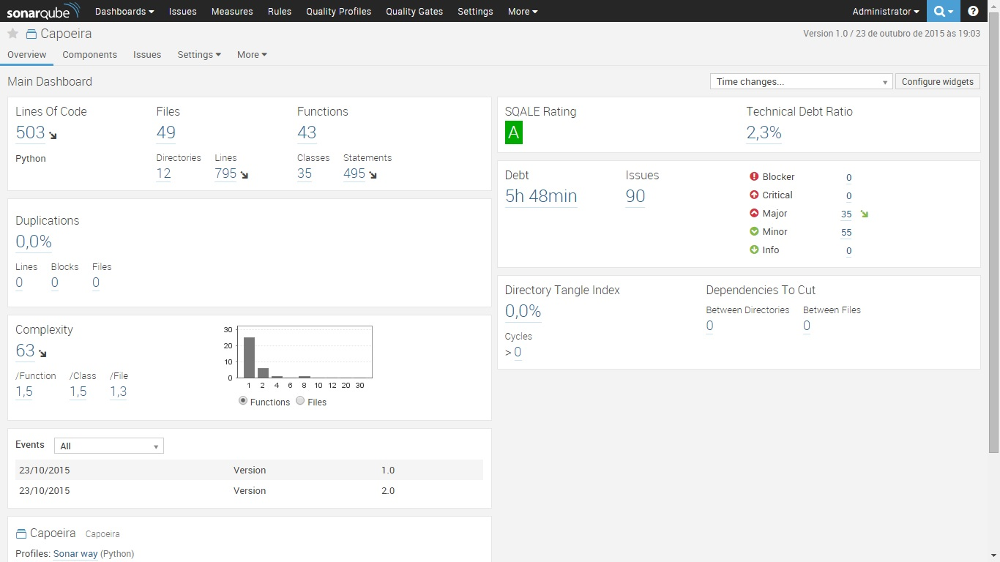 sonarqube Dashboards Issues Measures Rules Quality Profiles Quality Gates Settings More Administrator ?
Capoeira Version 1.0 / 23 de outubro de 2015 às 19:03
Overview Components Issues Settings More
Main Dashboard Time changes... Configure widgets
Lines Of Code Files Functions
503 49 43
Python Directories Lines Classes Statements
12 795 35 495
Duplications
0,0%
Lines Blocks Files
0 0 0
Complexity
63
/Function /Class /File
1,5 1,5 1,3
30
20
10
0
1 2 4 6 8 10 12 20 30
Functions Files
Events All
23/10/2015 Version 1.0
23/10/2015 Version 2.0
Capoeira Capoeira
Profiles: Sonar way (Python)
SQALE Rating Technical Debt Ratio
A 2,3%
Debt Issues
5h 48min 90
Blocker 0
Critical 0
Major 35
Minor 55
Info 0
Directory Tangle Index Dependencies To Cut
0,0% Between Directories Between Files
0 0
Cycles
> 0